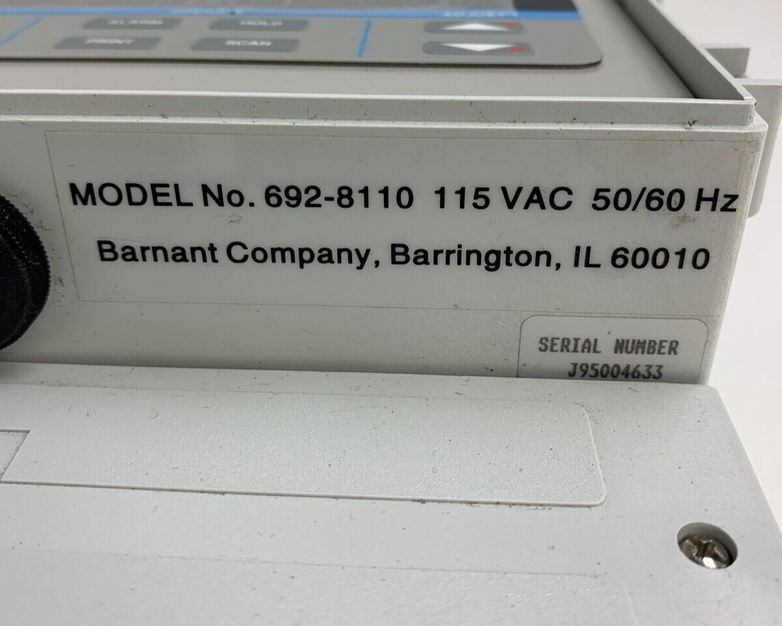 ALARM HOLD
PRINT SCAN
MODEL No. 692-8110 115 VAC 50/60 Hz
Barnant Company, Barrington, IL 60010
SERIAL NUMBER
J95004633